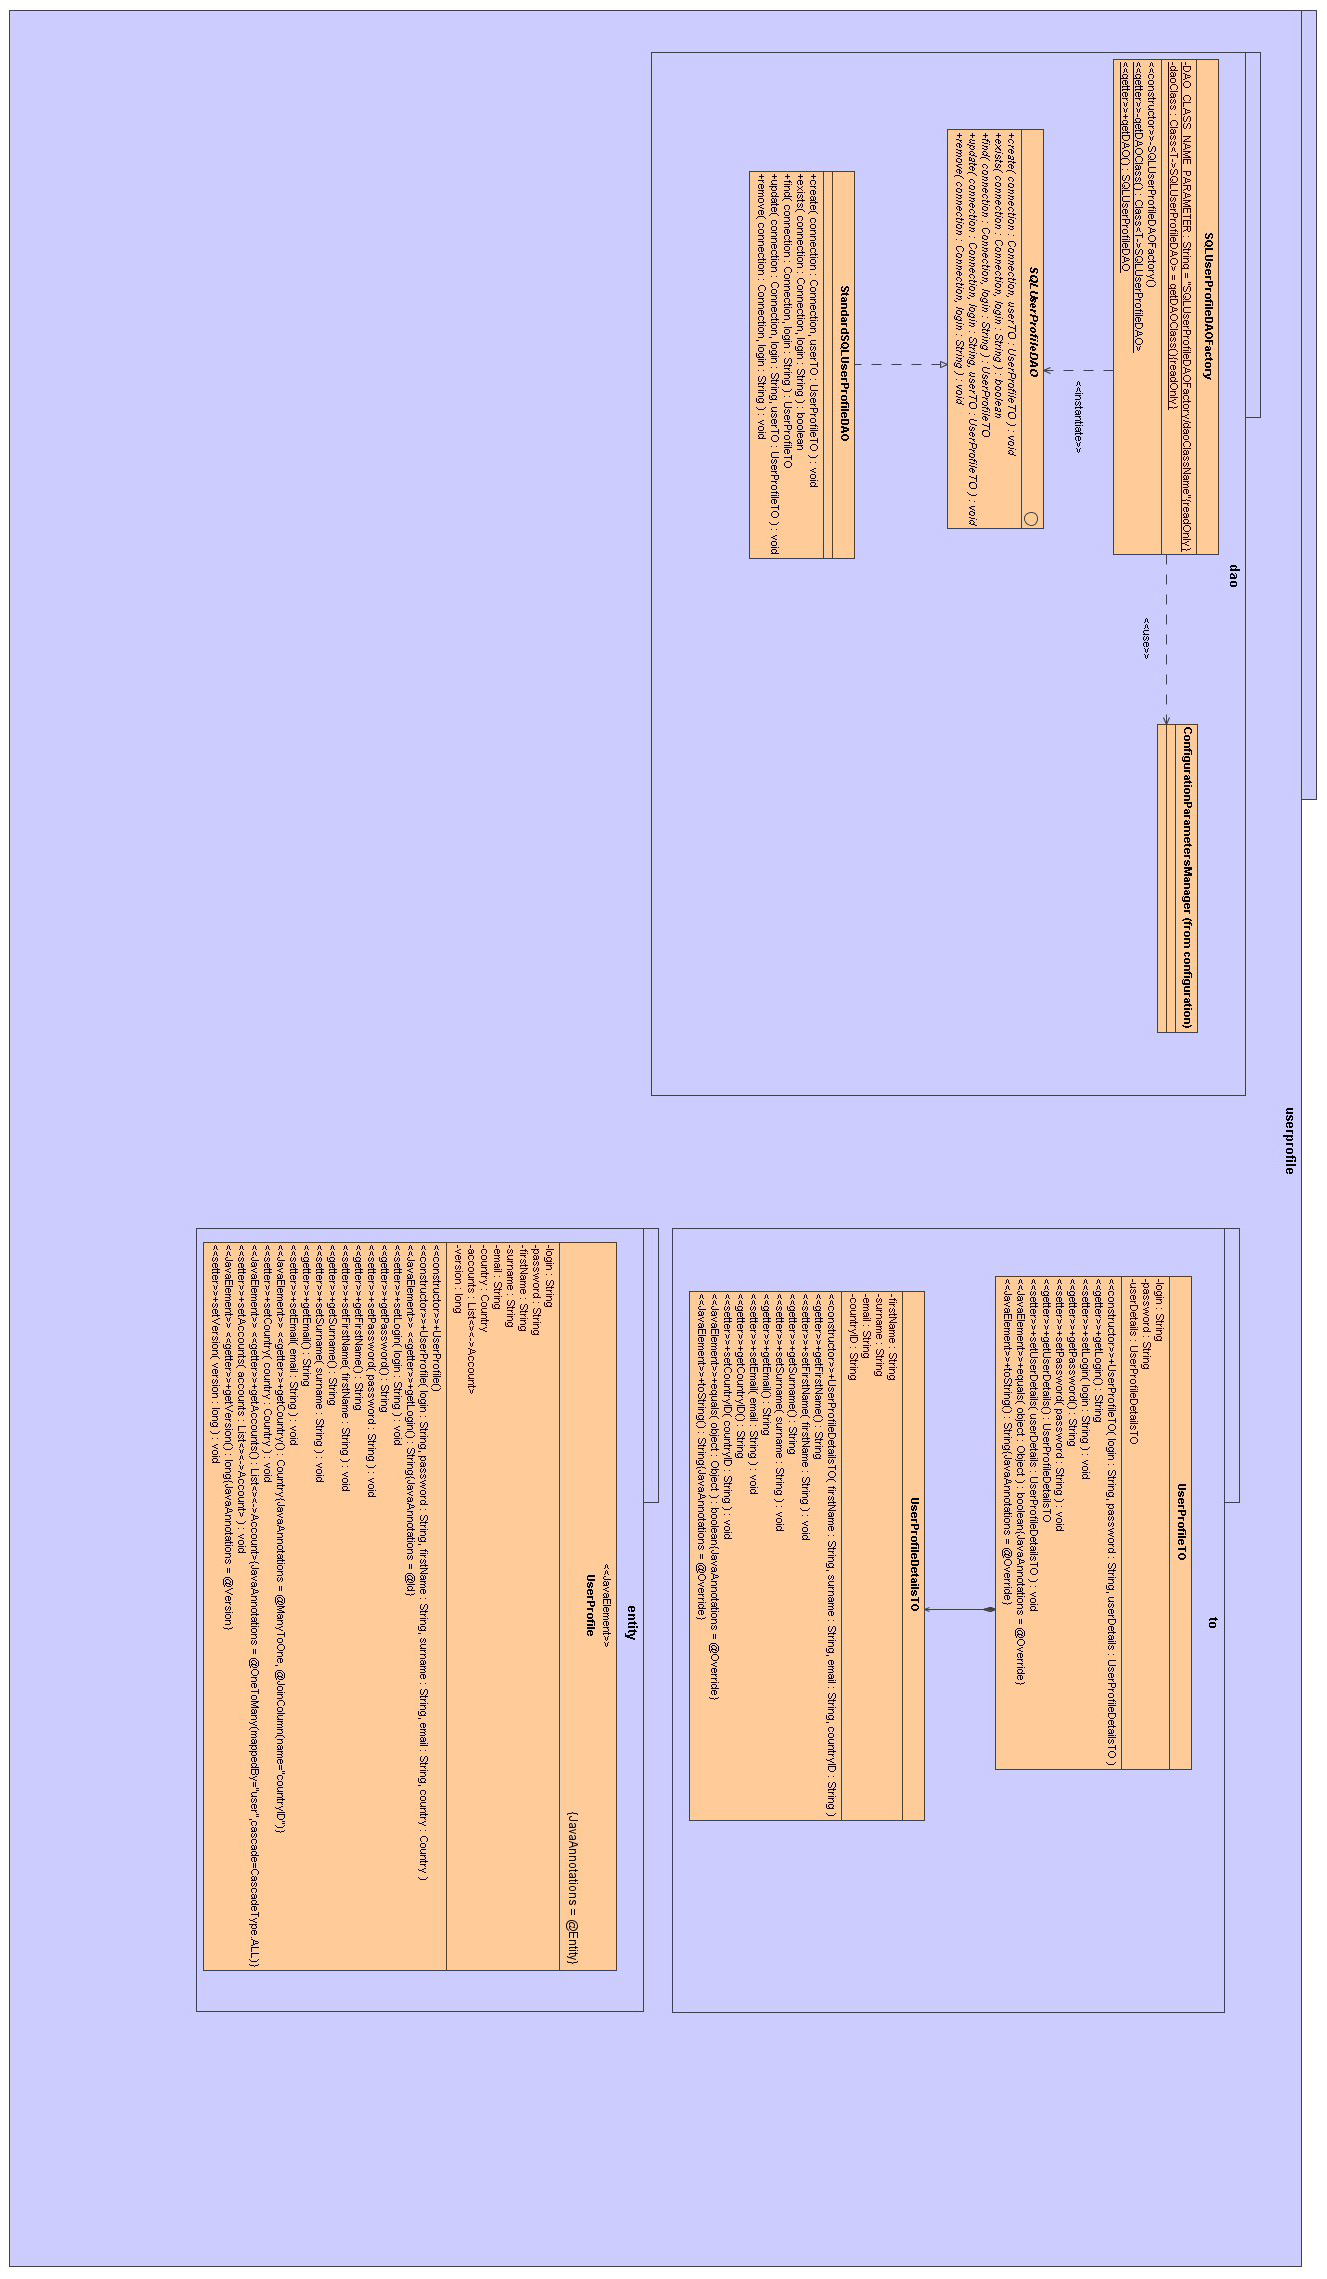 userprofile
dao
SQLUserProfileDAOFactory
-DAO_CLASS_NAME_PARAMETER : String = "SQLUserProfileDAOFactory/daoClassName"{readOnly}
-daoClass : Class<T->SQLUserProfileDAO> = getDAOClass(){readOnly}
<<constructor>>-SQLUserProfileDAOFactory()
<<getter>>-getDAOClass() : Class<T->SQLUserProfileDAO>
<<getter>>+getDAO() : SQLUserProfileDAO
<<use>>
ConfigurationParametersManager (from configuration)
<<instantiate>>
SQLUserProfileDAO
+create( connection : Connection, userTO : UserProfileTO ) : void
+exists( connection : Connection, login : String ) : boolean
+find( connection : Connection, login : String ) : UserProfileTO
+update( connection : Connection, login : String, userTO : UserProfileTO ) : void
+remove( connection : Connection, login : String ) : void
StandardSQLUserProfileDAO
+create( connection : Connection, userTO : UserProfileTO ) : void
+exists( connection : Connection, login : String ) : boolean
+find( connection : Connection, login : String ) : UserProfileTO
+update( connection : Connection, login : String, userTO : UserProfileTO ) : void
+remove( connection : Connection, login : String ) : void
to
UserProfileTO
-login : String
-password : String
-userDetails : UserProfileDetailsTO
<<constructor>>+UserProfileTO( login : String, password : String, userDetails : UserProfileDetailsTO )
<<getter>>+getLogin() : String
<<setter>>+setLogin( login : String ) : void
<<getter>>+getPassword() : String
<<setter>>+setPassword( password : String ) : void
<<getter>>+getUserDetails() : UserProfileDetailsTO
<<setter>>+setUserDetails( userDetails : UserProfileDetailsTO ) : void
<<JavaElement>>+equals( object : Object ) : boolean{JavaAnnotations = @Override}
<<JavaElement>>+toString() : String{JavaAnnotations = @Override}
UserProfileDetailsTO
-firstName : String
-surname : String
-email : String
-countryID : String
<<constructor>>+UserProfileDetailsTO( firstName : String, surname : String, email : String, countryID : String )
<<getter>>+getFirstName() : String
<<setter>>+setFirstName( firstName : String ) : void
<<getter>>+getSurname() : String
<<setter>>+setSurname( surname : String ) : void
<<getter>>+getEmail() : String
<<setter>>+setEmail( email : String ) : void
<<getter>>+getCountryID() : String
<<setter>>+setCountryID( countryID : String ) : void
<<JavaElement>>+equals( object : Object ) : boolean{JavaAnnotations = @Override}
<<JavaElement>>+toString() : String{JavaAnnotations = @Override}
entity
<<JavaElement>>
UserProfile
{JavaAnnotations = @Entity}
-login : String
-password : String
-firstName : String
-surname : String
-email : String
-country : Country
-accounts : List<><->Account>
-version : long
<<constructor>>+UserProfile()
<<constructor>>+UserProfile( login : String, password : String, firstName : String, surname : String, email : String, country : Country )
<<JavaElement>> <<getter>>+getLogin() : String{JavaAnnotations = @Id}
<<setter>>+setLogin( login : String ) : void
<<getter>>+getPassword() : String
<<setter>>+setPassword( password : String ) : void
<<getter>>+getFirstName() : String
<<setter>>+setFirstName( firstName : String ) : void
<<getter>>+getSurname() : String
<<setter>>+setSurname( surname : String ) : void
<<getter>>+getEmail() : String
<<setter>>+setEmail( email : String ) : void
<<JavaElement>> <<getter>>+getCountry() : Country{JavaAnnotations = @ManyToOne, @JoinColumn(name="countryID")}
<<setter>>+setCountry( country : Country ) : void
<<JavaElement>> <<getter>>+getAccounts() : List<><->Account>{JavaAnnotations = @OneToMany(mappedBy="user",cascade=CascadeType.ALL)}
<<setter>>+setAccounts( accounts : List<><->Account> ) : void
<<JavaElement>> <<getter>>+getVersion() : long{JavaAnnotations = @Version}
<<setter>>+setVersion( version : long ) : void